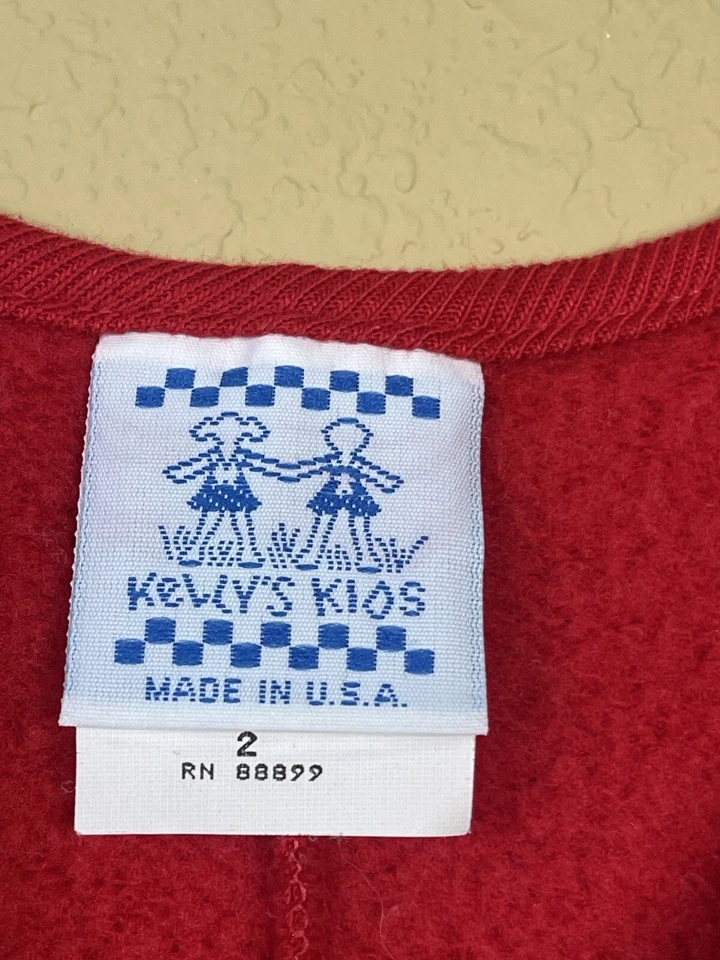 KELLY'S KIDS
MADE IN U.S.A.
2
RN 88899